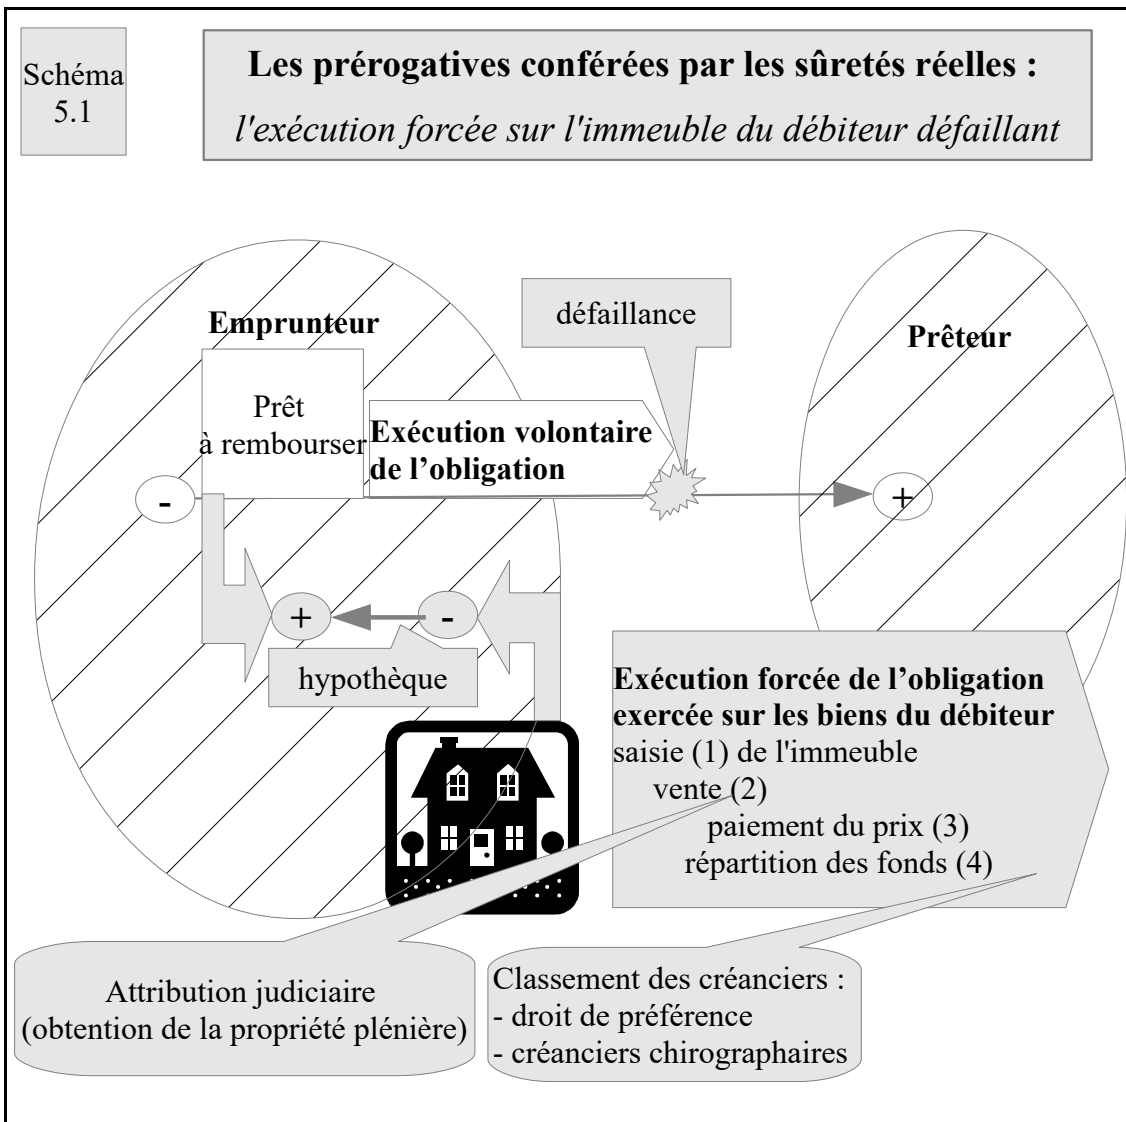 Schéma
5.1
Les prérogatives conférées par les sûretés réelles :
l'exécution forcée sur l'immeuble du débiteur défaillant
défaillance
Emprunteur
Prêteur
Prêt
à rembourser
Exécution volontaire
de l’obligation
-
+
+
-
hypothèque
Exécution forcée de l’obligation
exercée sur les biens du débiteur
saisie (1) de l'immeuble
vente (2)
paiement du prix (3)
répartition des fonds (4)
Attribution judiciaire
(obtention de la propriété plénière)
Classement des créanciers :
- droit de préférence
- créanciers chirographaires